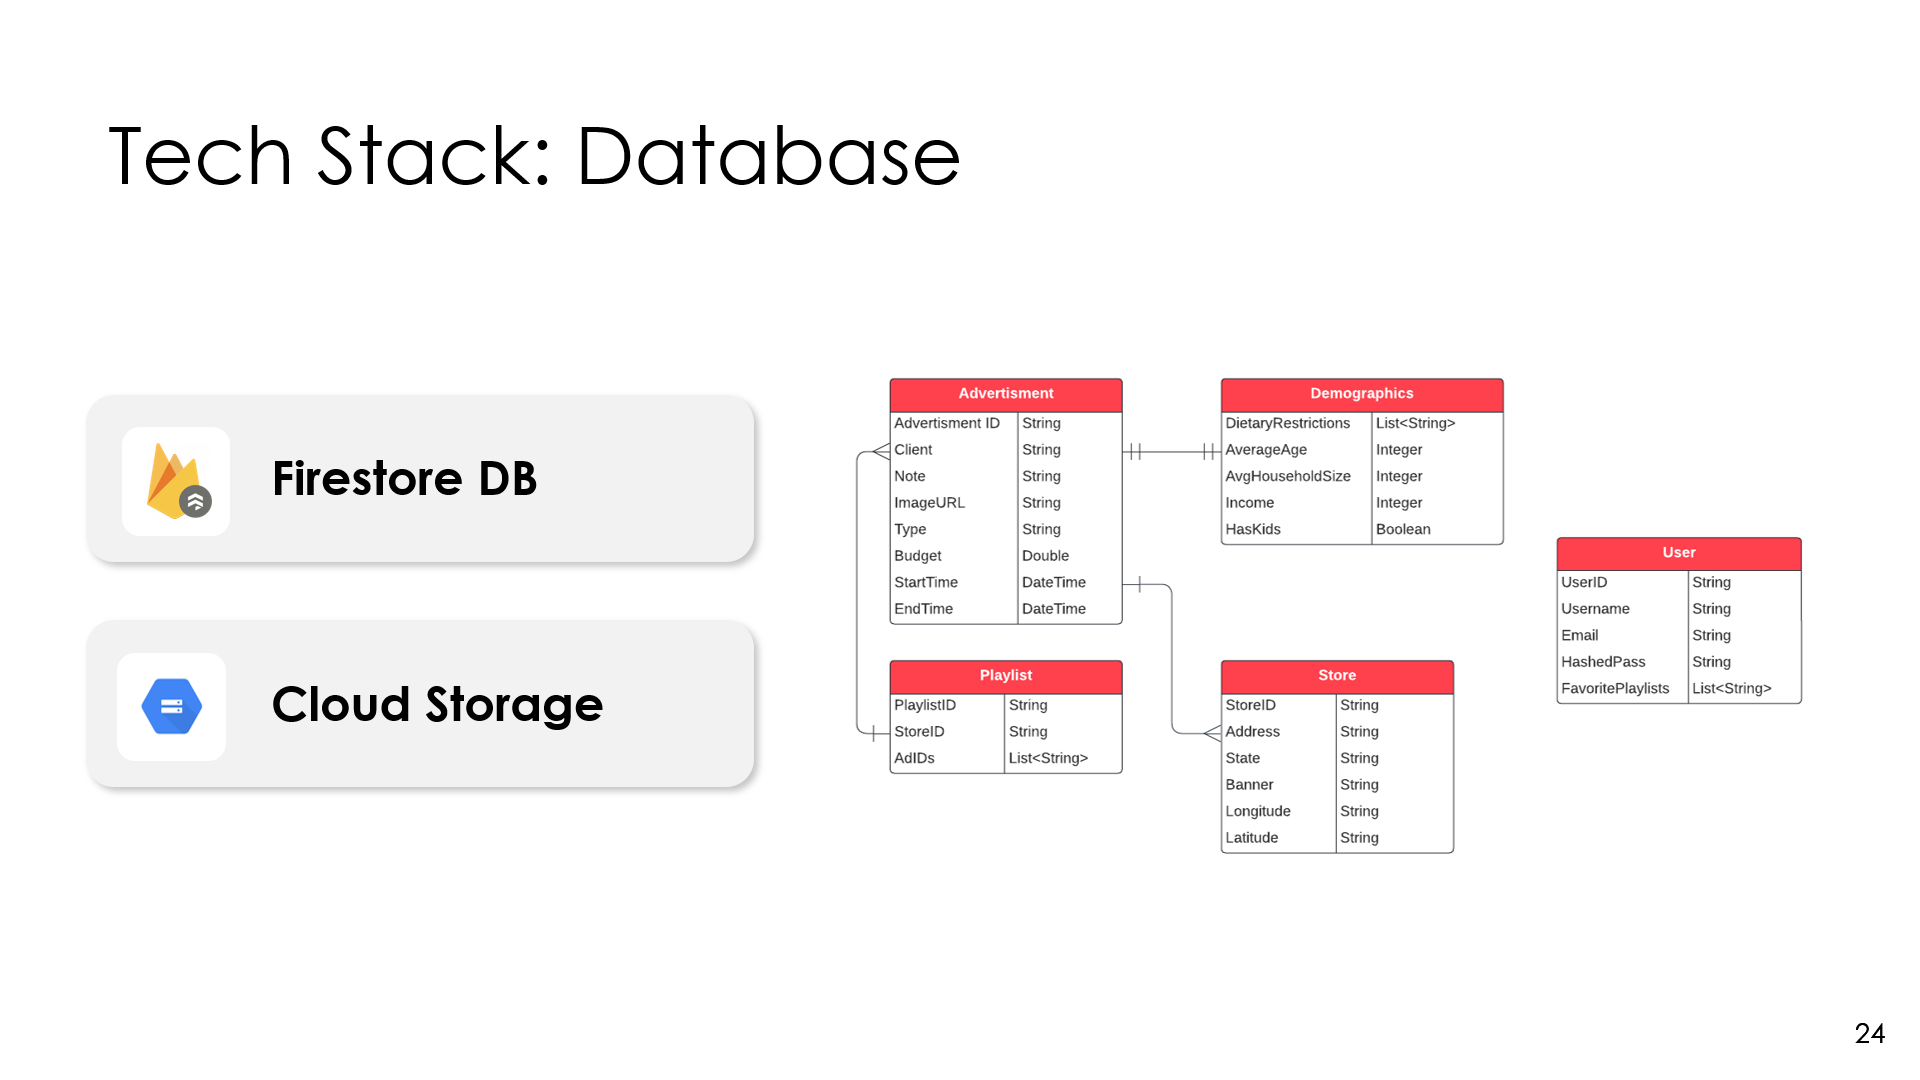 Tech Stack: Database
Firestore DB
Cloud Storage
Advertisment
Advertisment ID String
Client String
Note String
ImageURL String
Type String
Budget Double
StartTime DateTime
EndTime DateTime
Demographics
DietaryRestrictions List<String>
AverageAge Integer
AvgHouseholdSize Integer
Income Integer
HasKids Boolean
Playlist
PlaylistID String
StoreID String
AdIDs List<String>
Store
StoreID String
Address String
State String
Banner String
Longitude String
Latitude String
User
UserID String
Username String
Email String
HashedPass String
FavoritePlaylists List<String>
24